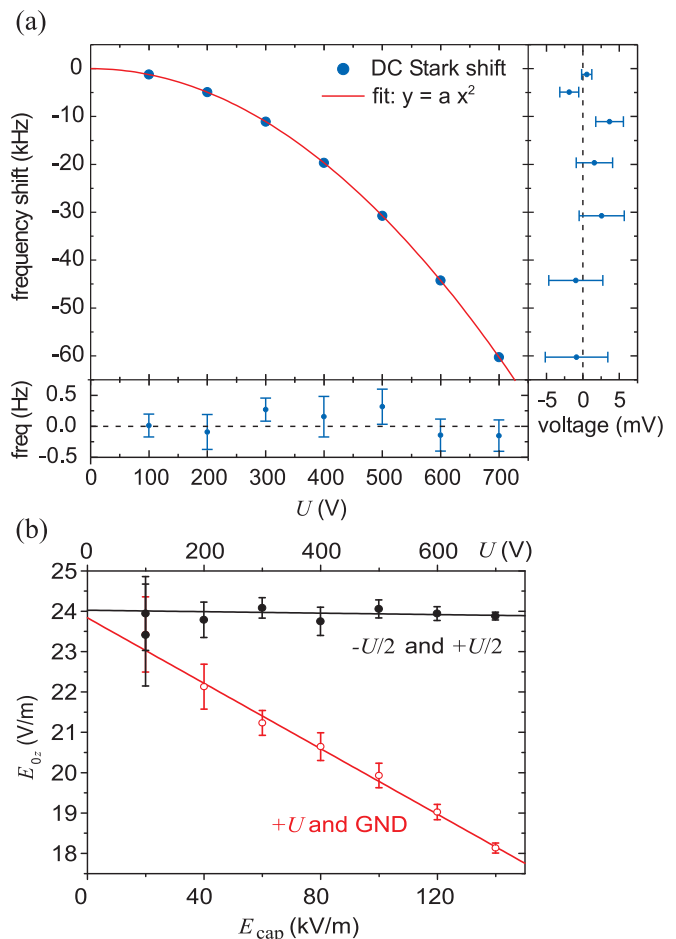 (a)
0
-10
-20
-30
-40
-50
-60
frequency shift (kHz)
DC Stark shift
fit: y = a x²
0.5
0.0
-0.5
freq (Hz)
-5 0 5
voltage (mV)
0 100 200 300 400 500 600 700
U (V)
(b)
0 200 400 600 U (V)
25
24
23
22
21
20
19
18
E0z (V/m)
-U/2 and +U/2
+U and GND
0 40 80 120
Ecap (kV/m)